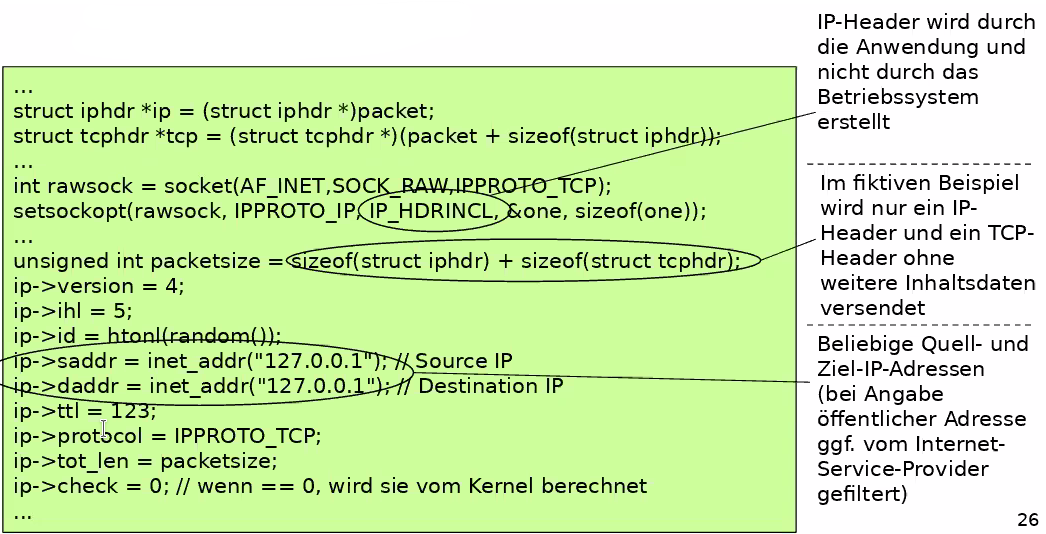 ...
struct iphdr *ip = (struct iphdr *)packet;
struct tcphdr *tcp = (struct tcphdr *)(packet + sizeof(struct iphdr));
...
int rawsock = socket(AF_INET,SOCK_RAW,IPPROTO_TCP);
setsockopt(rawsock, IPPROTO_IP, IP_HDRINCL, &one, sizeof(one));
...
unsigned int packetsize = sizeof(struct iphdr) + sizeof(struct tcphdr);
ip->version = 4;
ip->ihl = 5;
ip->id = htonl(random());
ip->saddr = inet_addr("127.0.0.1"); // Source IP
ip->daddr = inet_addr("127.0.0.1"); // Destination IP
ip->ttl = 123;
ip->protocol = IPPROTO_TCP;
ip->tot_len = packetsize;
ip->check = 0; // wenn == 0, wird sie vom Kernel berechnet
...
IP-Header wird durch
die Anwendung und
nicht durch das
Betriebssystem
erstellt
Im fiktiven Beispiel
wird nur ein IP-
Header und ein TCP-
Header ohne
weitere Inhaltsdaten
versendet
Beliebige Quell- und
Ziel-IP-Adressen
(bei Angabe
öffentlicher Adresse
ggf. vom Internet-
Service-Provider
gefiltert)
26